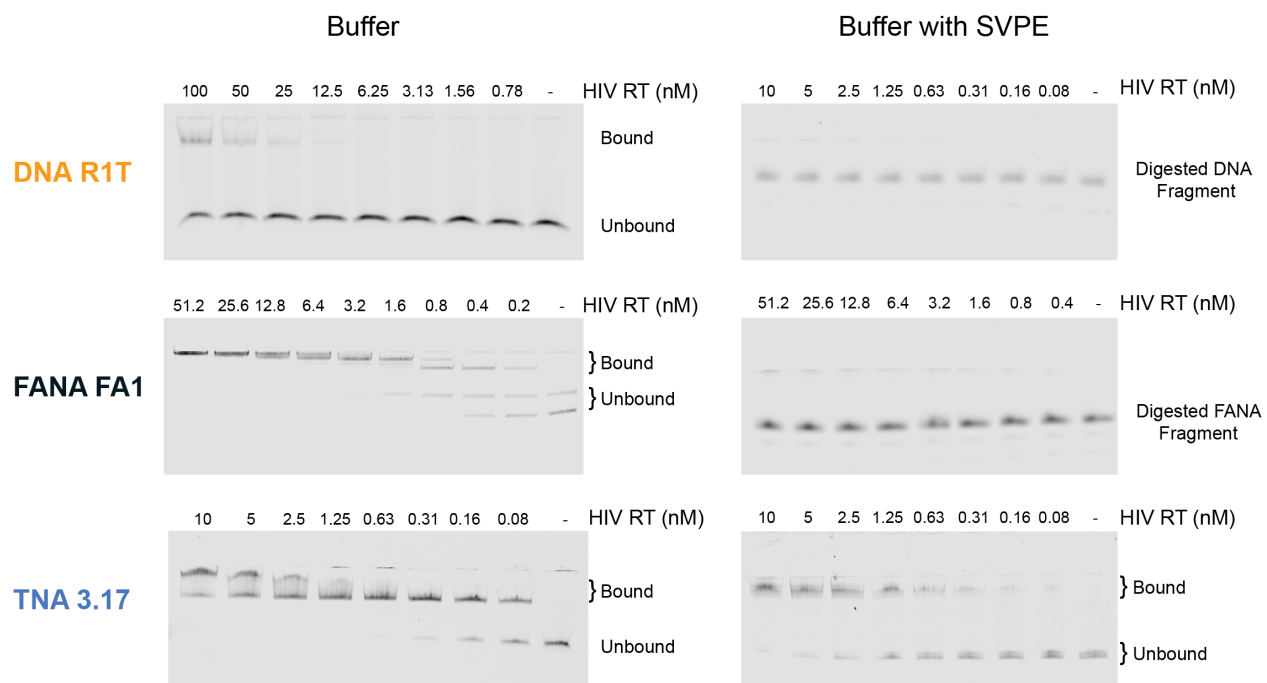 Buffer
Buffer with SVPE
DNA R1T
100 50 25 12.5 6.25 3.13 1.56 0.78 - HIV RT (nM)
Bound
Unbound
10 5 2.5 1.25 0.63 0.31 0.16 0.08 - HIV RT (nM)
Digested DNA
Fragment
FANA FA1
51.2 25.6 12.8 6.4 3.2 1.6 0.8 0.4 0.2 - HIV RT (nM)
} Bound
} Unbound
51.2 25.6 12.8 6.4 3.2 1.6 0.8 0.4 - HIV RT (nM)
Digested FANA
Fragment
TNA 3.17
10 5 2.5 1.25 0.63 0.31 0.16 0.08 - HIV RT (nM)
} Bound
Unbound
10 5 2.5 1.25 0.63 0.31 0.16 0.08 - HIV RT (nM)
} Bound
} Unbound